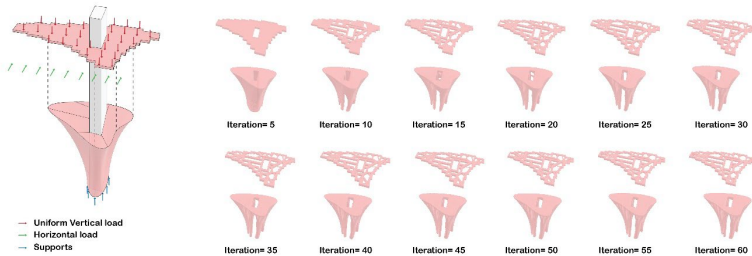 Iteration= 5
Iteration= 10
Iteration= 15
Iteration= 20
Iteration= 25
Iteration= 30
Uniform Vertical load
Horizontal load
Supports
Iteration= 35
Iteration= 40
Iteration= 45
Iteration= 50
Iteration= 55
Iteration= 60